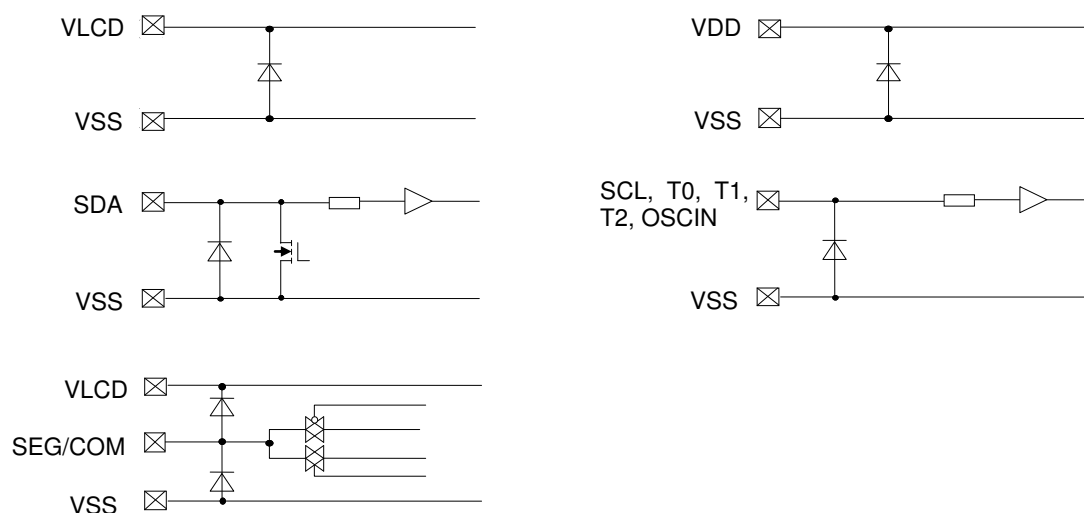 VLCD
VSS
VDD
VSS
SDA
VSS
SCL, T0, T1,
T2, OSCIN
VSS
VLCD
SEG/COM
VSS